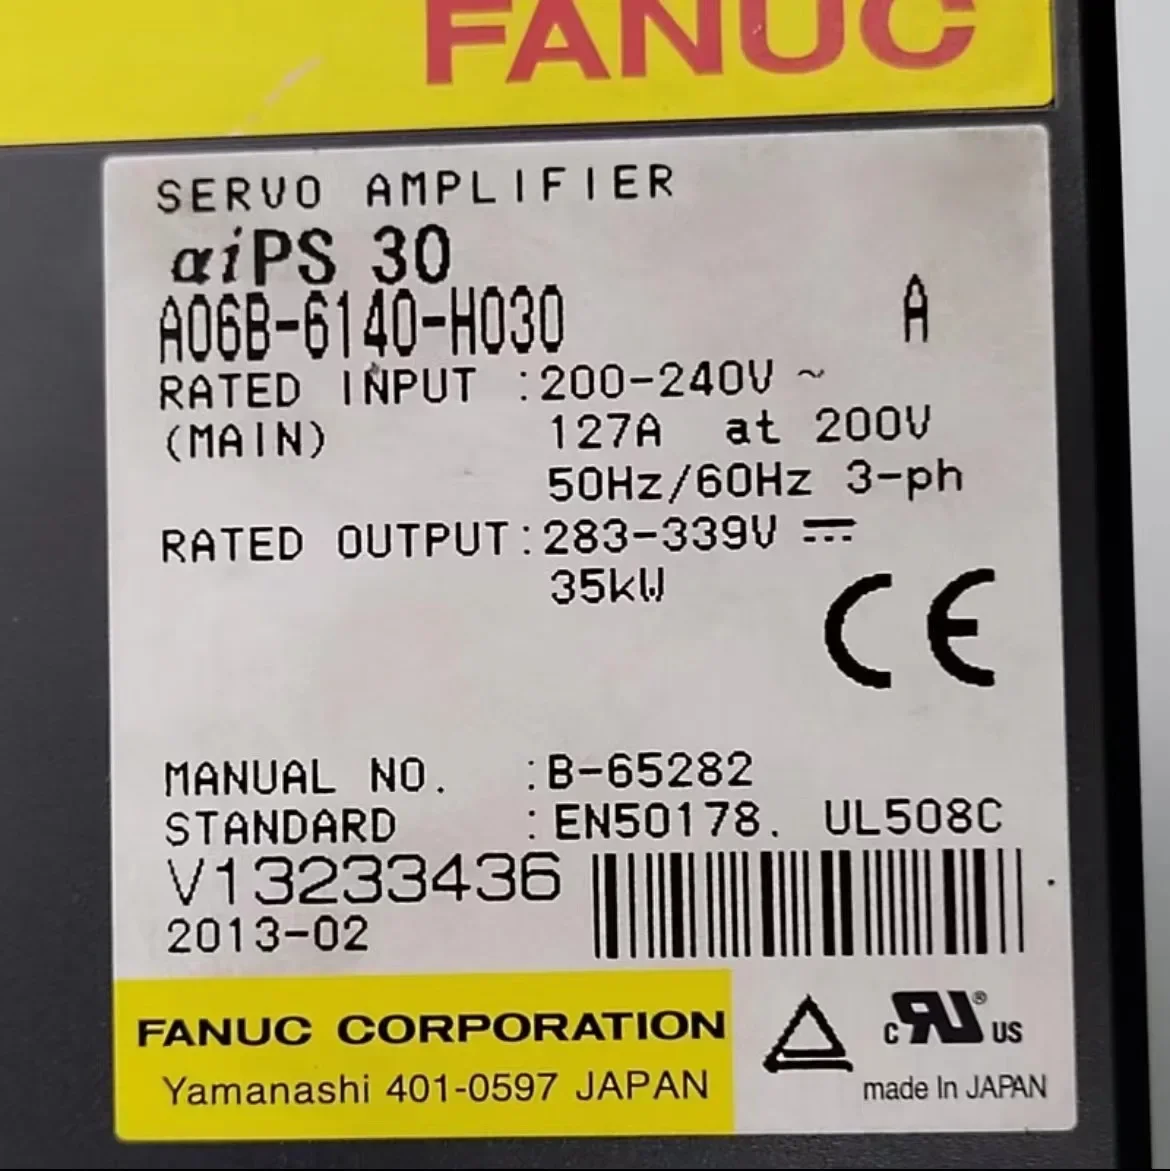 FANUC
SERVO AMPLIFIER
αiPS 30
A06B-6140-H030 A
RATED INPUT :200-240V ~
(MAIN) 127A at 200V
50Hz/60Hz 3-ph
RATED OUTPUT:283-339V ⎓
35kW
CE
MANUAL NO. :B-65282
STANDARD :EN50178. UL508C
V13233436
2013-02
FANUC CORPORATION
Yamanashi 401-0597 JAPAN
c RU ® US
made In JAPAN